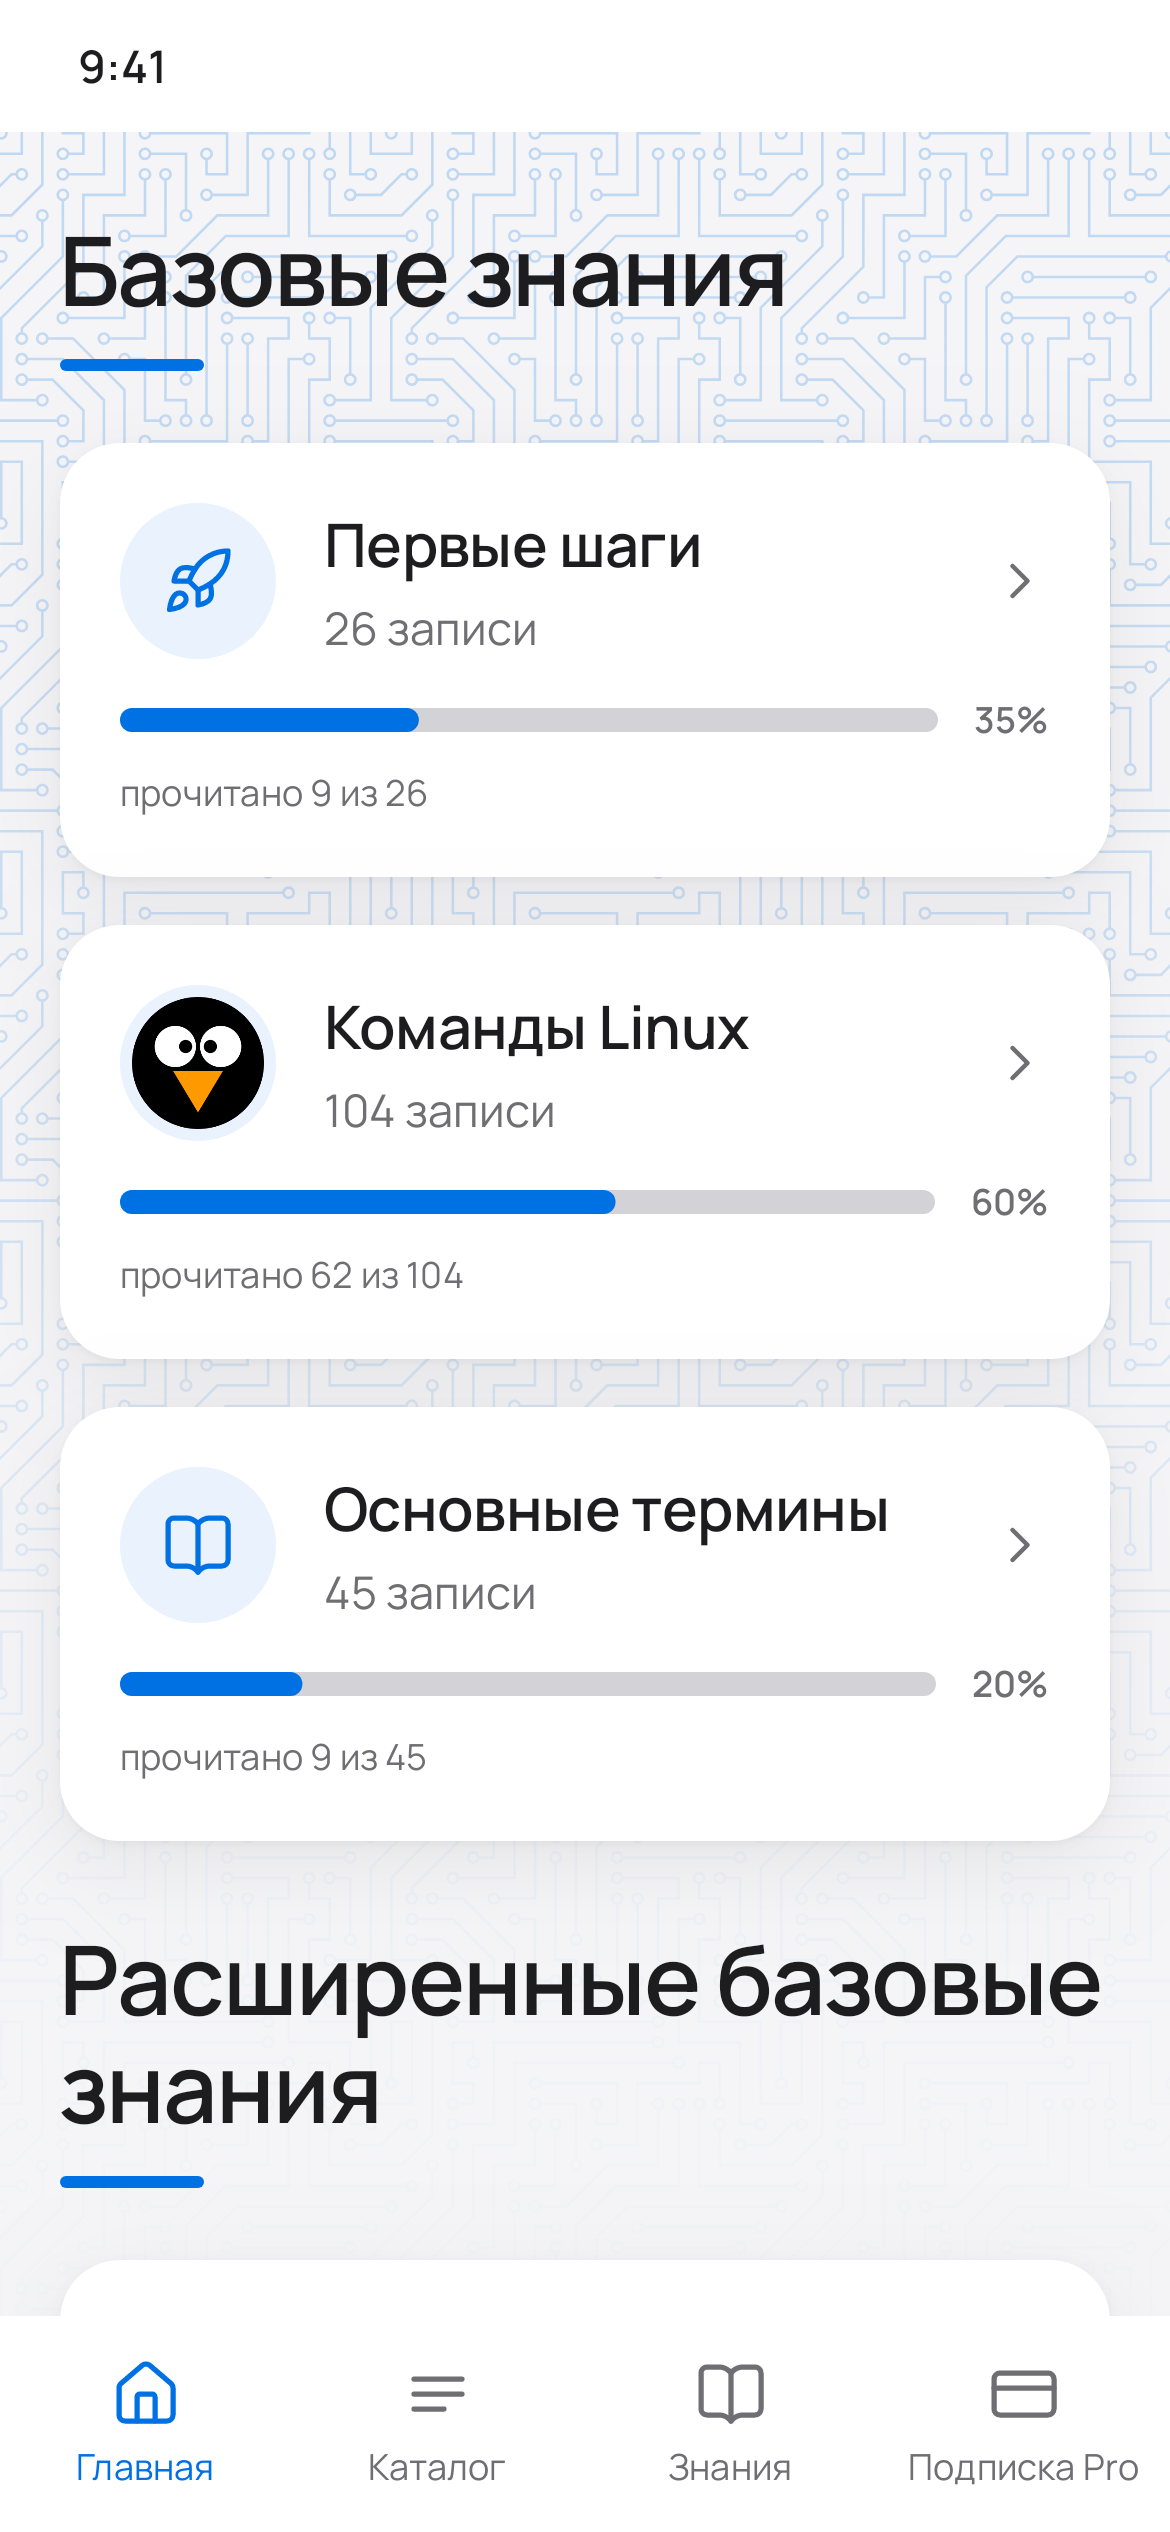 9:41
Базовые знания
Первые шаги
26 записи
35%
прочитано 9 из 26
Команды Linux
104 записи
60%
прочитано 62 из 104
Основные термины
45 записи
20%
прочитано 9 из 45
Расширенные базовые
знания
Главная
Каталог
Знания
Подписка Pro